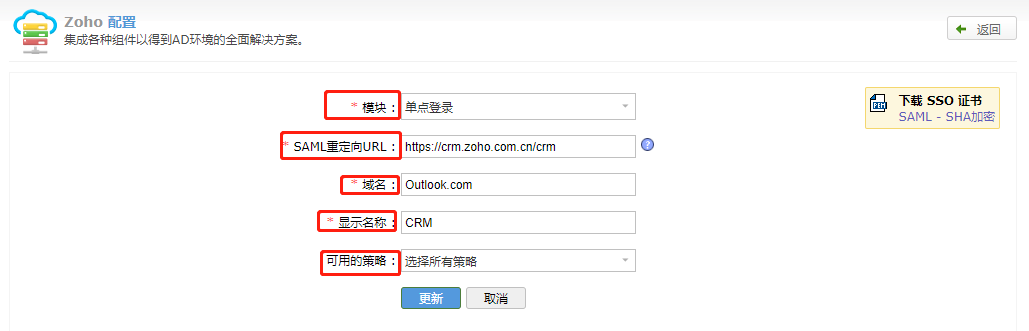 Zoho 配置
集成各种组件以得到AD环境的全面解决方案。
返回
* 模块 : 单点登录
下载 SSO 证书
SAML - SHA加密
* SAML重定向URL : https://crm.zoho.com.cn/crm ?
* 域名 : Outlook.com
* 显示名称 : CRM
可用的策略 : 选择所有策略
更新 取消